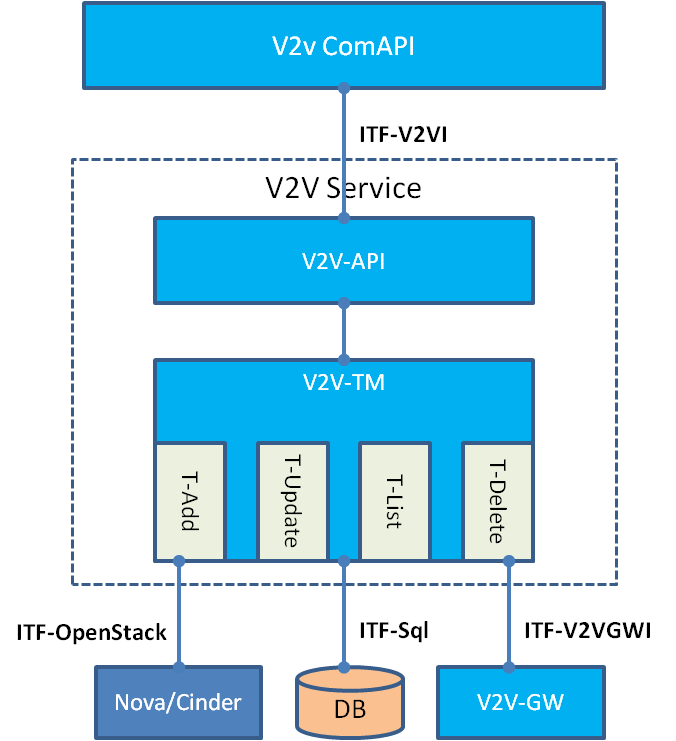 V2v ComAPI
ITF-V2VI
V2V Service
V2V-API
V2V-TM
T-Add
T-Update
T-List
T-Delete
ITF-OpenStack
ITF-Sql
ITF-V2VGWI
Nova/Cinder
DB
V2V-GW